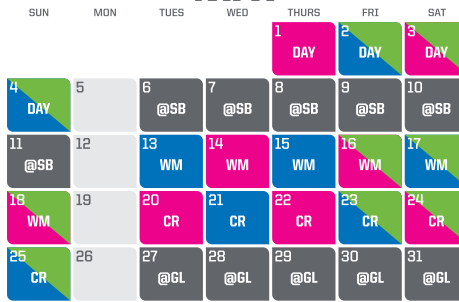 SUN MON TUES WED THURS FRI SAT
1 2 3
DAY DAY DAY
4 5 6 7 8 9 10
DAY @SB @SB @SB @SB @SB
11 12 13 14 15 16 17
@SB WM WM WM WM WM
18 19 20 21 22 23 24
WM CR CR CR CR CR
25 26 27 28 29 30 31
CR @GL @GL @GL @GL @GL